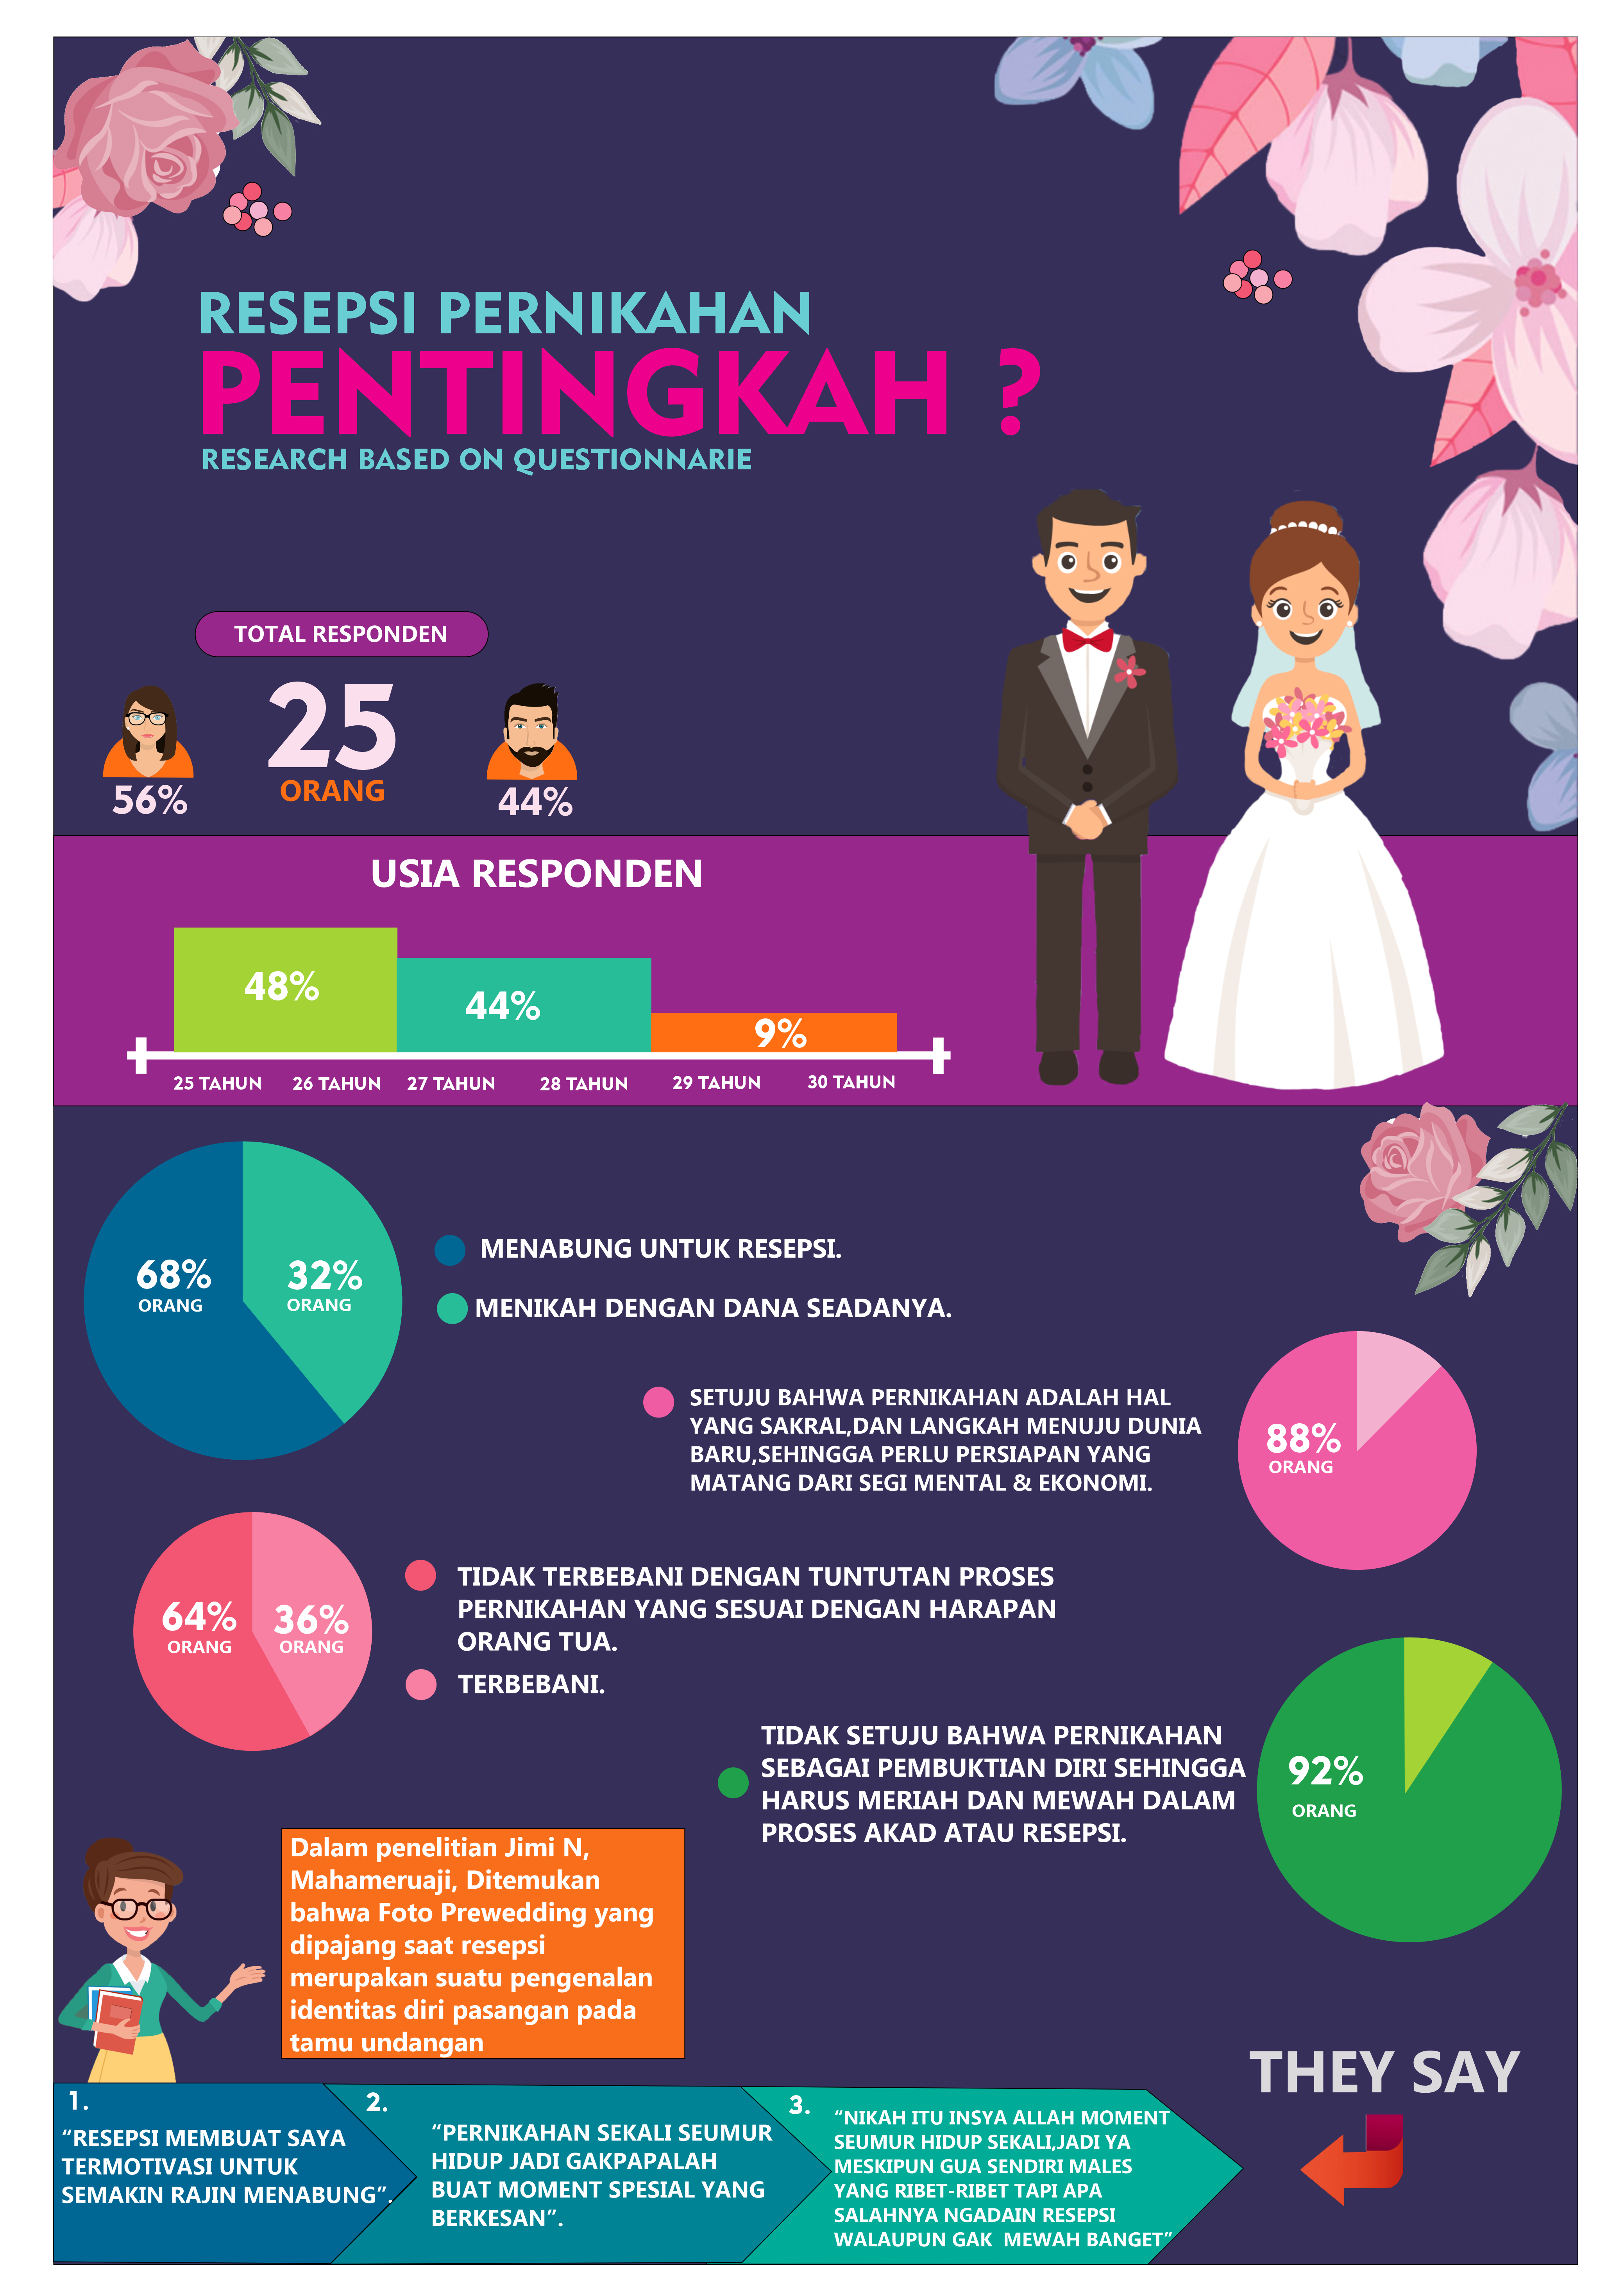 RESEPSI PERNIKAHAN
PENTINGKAH ?
RESEARCH BASED ON QUESTIONNARIE
TOTAL RESPONDEN
25
ORANG
56%
44%
USIA RESPONDEN
48%
44%
9%
25 TAHUN
26 TAHUN
27 TAHUN
28 TAHUN
29 TAHUN
30 TAHUN
68%
ORANG
32%
ORANG
MENABUNG UNTUK RESEPSI.
MENIKAH DENGAN DANA SEADANYA.
SETUJU BAHWA PERNIKAHAN ADALAH HAL
YANG SAKRAL,DAN LANGKAH MENUJU DUNIA
BARU,SEHINGGA PERLU PERSIAPAN YANG
MATANG DARI SEGI MENTAL & EKONOMI.
88%
ORANG
64%
ORANG
36%
ORANG
TIDAK TERBEBANI DENGAN TUNTUTAN PROSES
PERNIKAHAN YANG SESUAI DENGAN HARAPAN
ORANG TUA.
TERBEBANI.
TIDAK SETUJU BAHWA PERNIKAHAN
SEBAGAI PEMBUKTIAN DIRI SEHINGGA
HARUS MERIAH DAN MEWAH DALAM
PROSES AKAD ATAU RESEPSI.
92%
ORANG
Dalam penelitian Jimi N,
Mahameruaji, Ditemukan
bahwa Foto Prewedding yang
dipajang saat resepsi
merupakan suatu pengenalan
identitas diri pasangan pada
tamu undangan
THEY SAY
1.
“RESEPSI MEMBUAT SAYA
TERMOTIVASI UNTUK
SEMAKIN RAJIN MENABUNG”.
2.
“PERNIKAHAN SEKALI SEUMUR
HIDUP JADI GAKPAPALAH
BUAT MOMENT SPESIAL YANG
BERKESAN”.
3.
“NIKAH ITU INSYA ALLAH MOMENT
SEUMUR HIDUP SEKALI,JADI YA
MESKIPUN GUA SENDIRI MALES
YANG RIBET-RIBET TAPI APA
SALAHNYA NGADAIN RESEPSI
WALAUPUN GAK MEWAH BANGET”